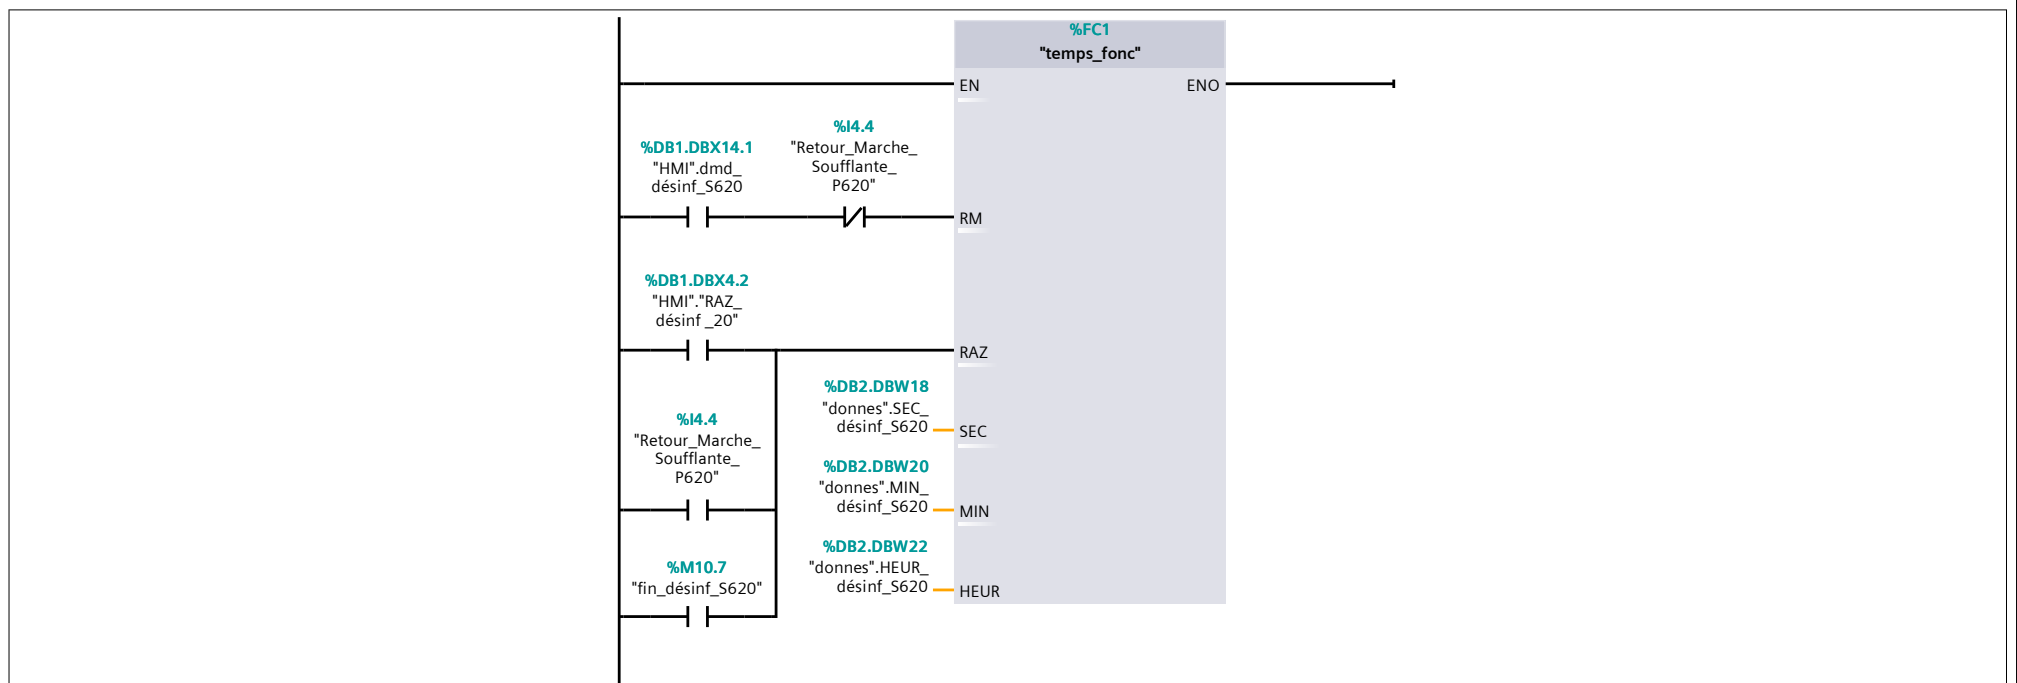 %FC1
"temps_fonc"
EN
ENO
%DB1.DBX14.1
"HMI".dmd_
désinf_S620
%I4.4
"Retour_Marche_
Soufflante_
P620"
RM
%DB1.DBX4.2
"HMI"."RAZ_
désinf _20"
RAZ
%I4.4
"Retour_Marche_
Soufflante_
P620"
%M10.7
"fin_désinf_S620"
%DB2.DBW18
"donnes".SEC_
désinf_S620
SEC
%DB2.DBW20
"donnes".MIN_
désinf_S620
MIN
%DB2.DBW22
"donnes".HEUR_
désinf_S620
HEUR